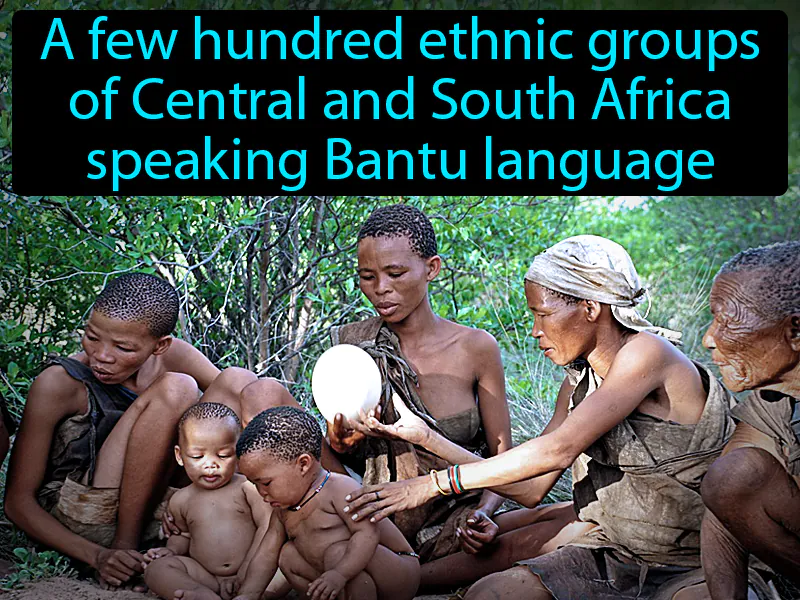 A few hundred ethnic groups
of Central and South Africa
speaking Bantu language